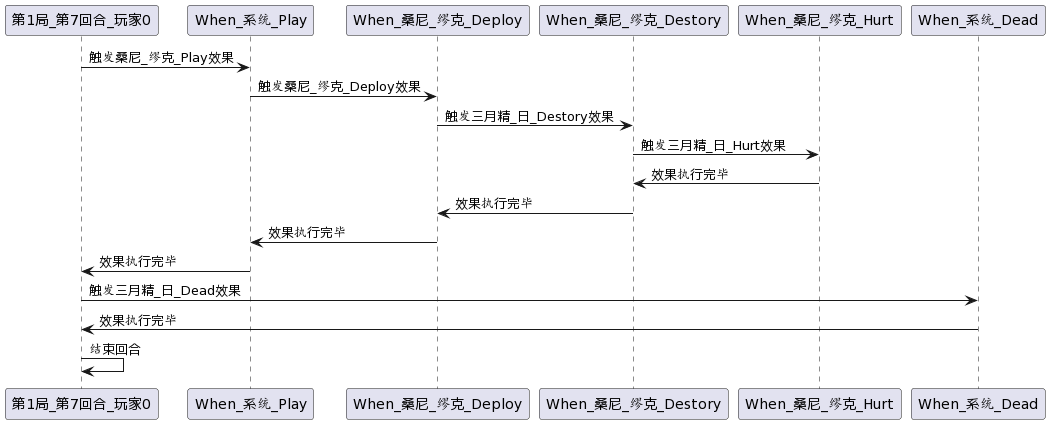 第1局_第7回合_玩家0
When_系统_Play
When_桑尼_缪克_Deploy
When_桑尼_缪克_Destory
When_桑尼_缪克_Hurt
When_系统_Dead
触发桑尼_缪克_Play效果
触发桑尼_缪克_Deploy效果
触发三月精_日_Destory效果
触发三月精_日_Hurt效果
效果执行完毕
效果执行完毕
效果执行完毕
效果执行完毕
触发三月精_日_Dead效果
效果执行完毕
结束回合
第1局_第7回合_玩家0
When_系统_Play
When_桑尼_缪克_Deploy
When_桑尼_缪克_Destory
When_桑尼_缪克_Hurt
When_系统_Dead